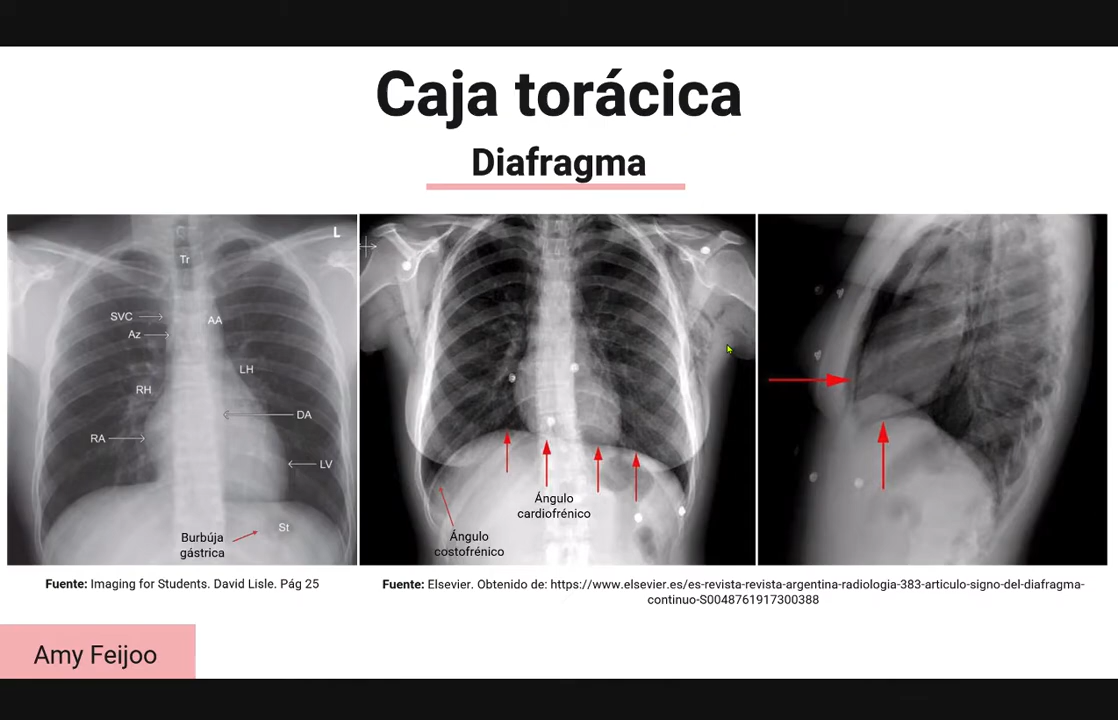 Caja torácica
Diafragma
L
Tr
SVC
AA
Az
LH
RH
DA
RA
LV
St
Burbúja
gástrica
Ángulo
cardiofrénico
Ángulo
costofrénico
Fuente: Imaging for Students. David Lisle. Pág 25
Fuente: Elsevier. Obtenido de: https://www.elsevier.es/es-revista-revista-argentina-radiologia-383-articulo-signo-del-diafragma-
continuo-S0048761917300388
Amy Feijoo